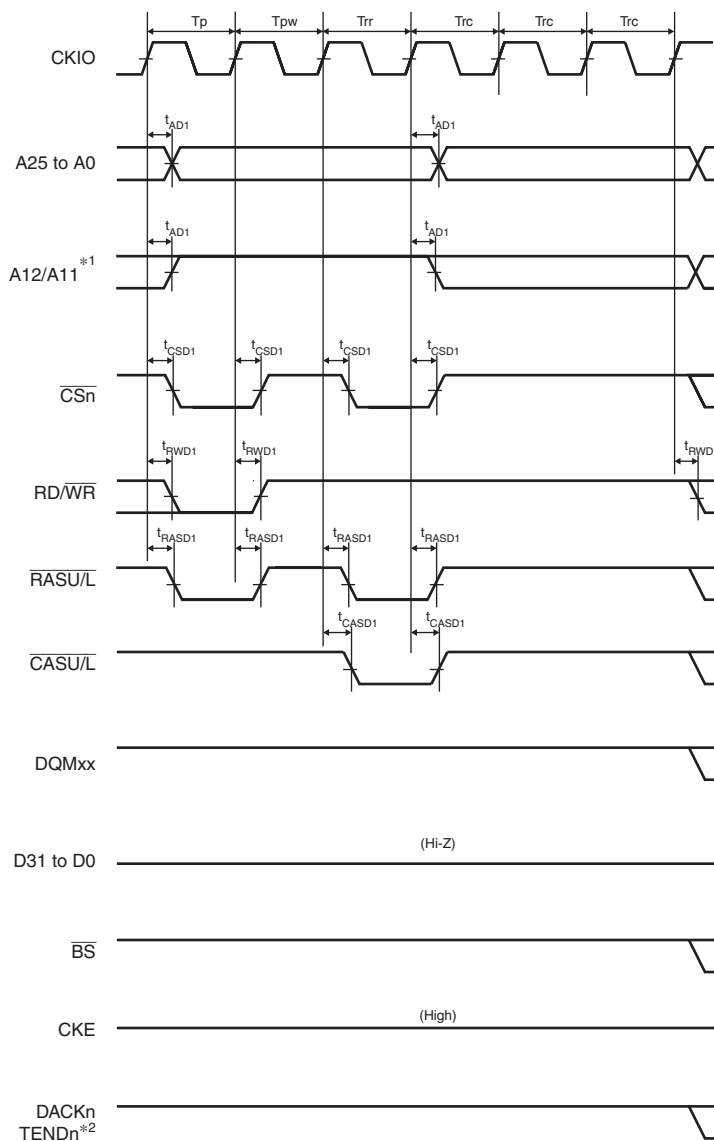 Tp Tpw Trr Trc Trc Trc
CKIO
tAD1 tAD1
A25 to A0
tAD1 tAD1
A12/A11*1
tCSD1 tCSD1 tCSD1 tCSD1
CSn
tRWD1 tRWD1 tRWD
RD/WR
tRASD1 tRASD1 tRASD1 tRASD1
RASU/L
tCASD1 tCASD1
CASU/L
DQMxx
(Hi-Z)
D31 to D0
BS
(High)
CKE
DACKn
TENDn*2